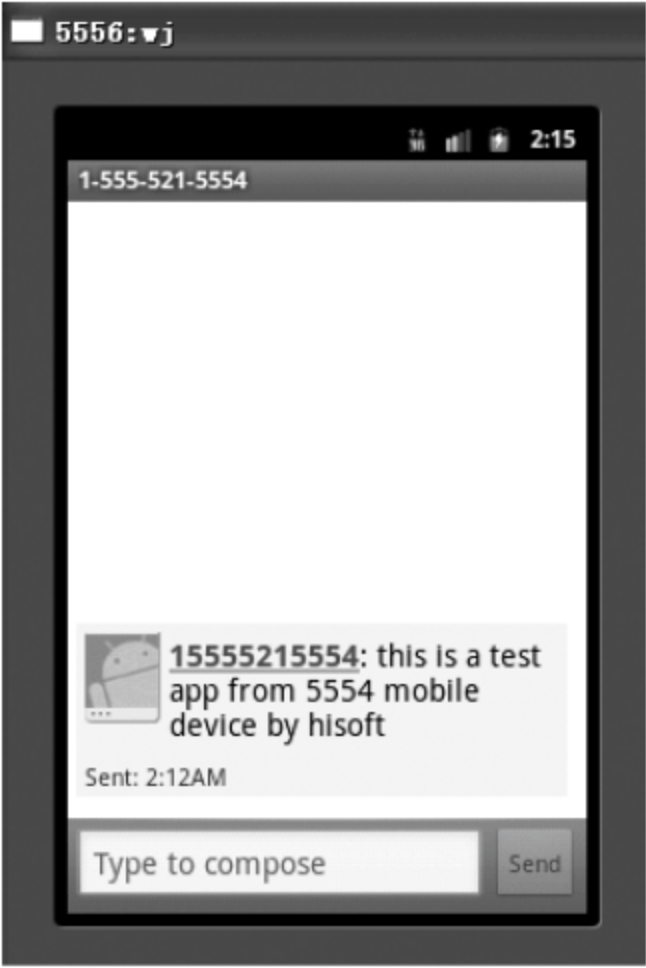 5556:wj
2:15
1-555-521-5554
15555215554: this is a test
app from 5554 mobile
device by hisoft
Sent: 2:12AM
Type to compose
Send